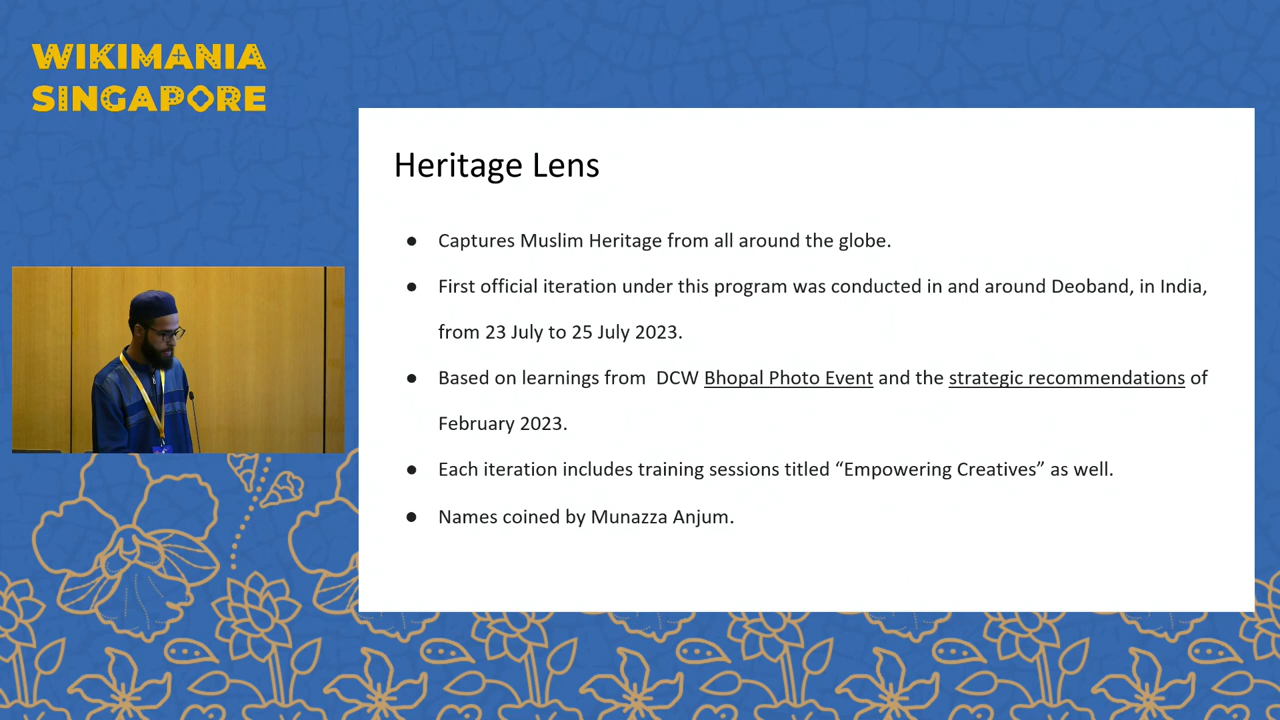 WIKIMANIA
SINGAPORE
Heritage Lens
● Captures Muslim Heritage from all around the globe.
● First official iteration under this program was conducted in and around Deoband, in India,
from 23 July to 25 July 2023.
● Based on learnings from  DCW Bhopal Photo Event and the strategic recommendations of
February 2023.
● Each iteration includes training sessions titled “Empowering Creatives” as well.
● Names coined by Munazza Anjum.